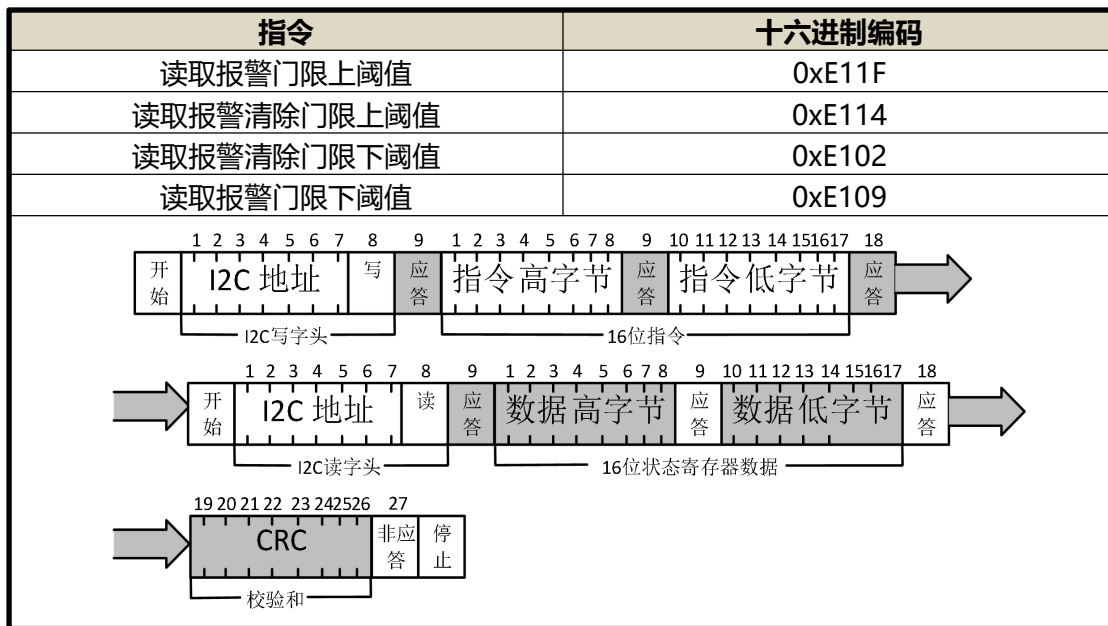 指令 十六进制编码
读取报警门限上阈值 0xE11F
读取报警清除门限上阈值 0xE114
读取报警清除门限下阈值 0xE102
读取报警门限下阈值 0xE109
1 2 3 4 5 6 7 8 9 1 2 3 4 5 6 7 8 9 10 11 12 13 14 15 16 17 18
开始 I2C 地址 写 应答 指令高字节 应答 指令低字节 应答
I2C写字头 16位指令
1 2 3 4 5 6 7 8 9 1 2 3 4 5 6 7 8 9 10 11 12 13 14 15 16 17 18
开始 I2C 地址 读 应答 数据高字节 应答 数据低字节 应答
I2C读字头 16位状态寄存器数据
19 20 21 22 23 24 25 26 27
CRC 非应答 停止
校验和